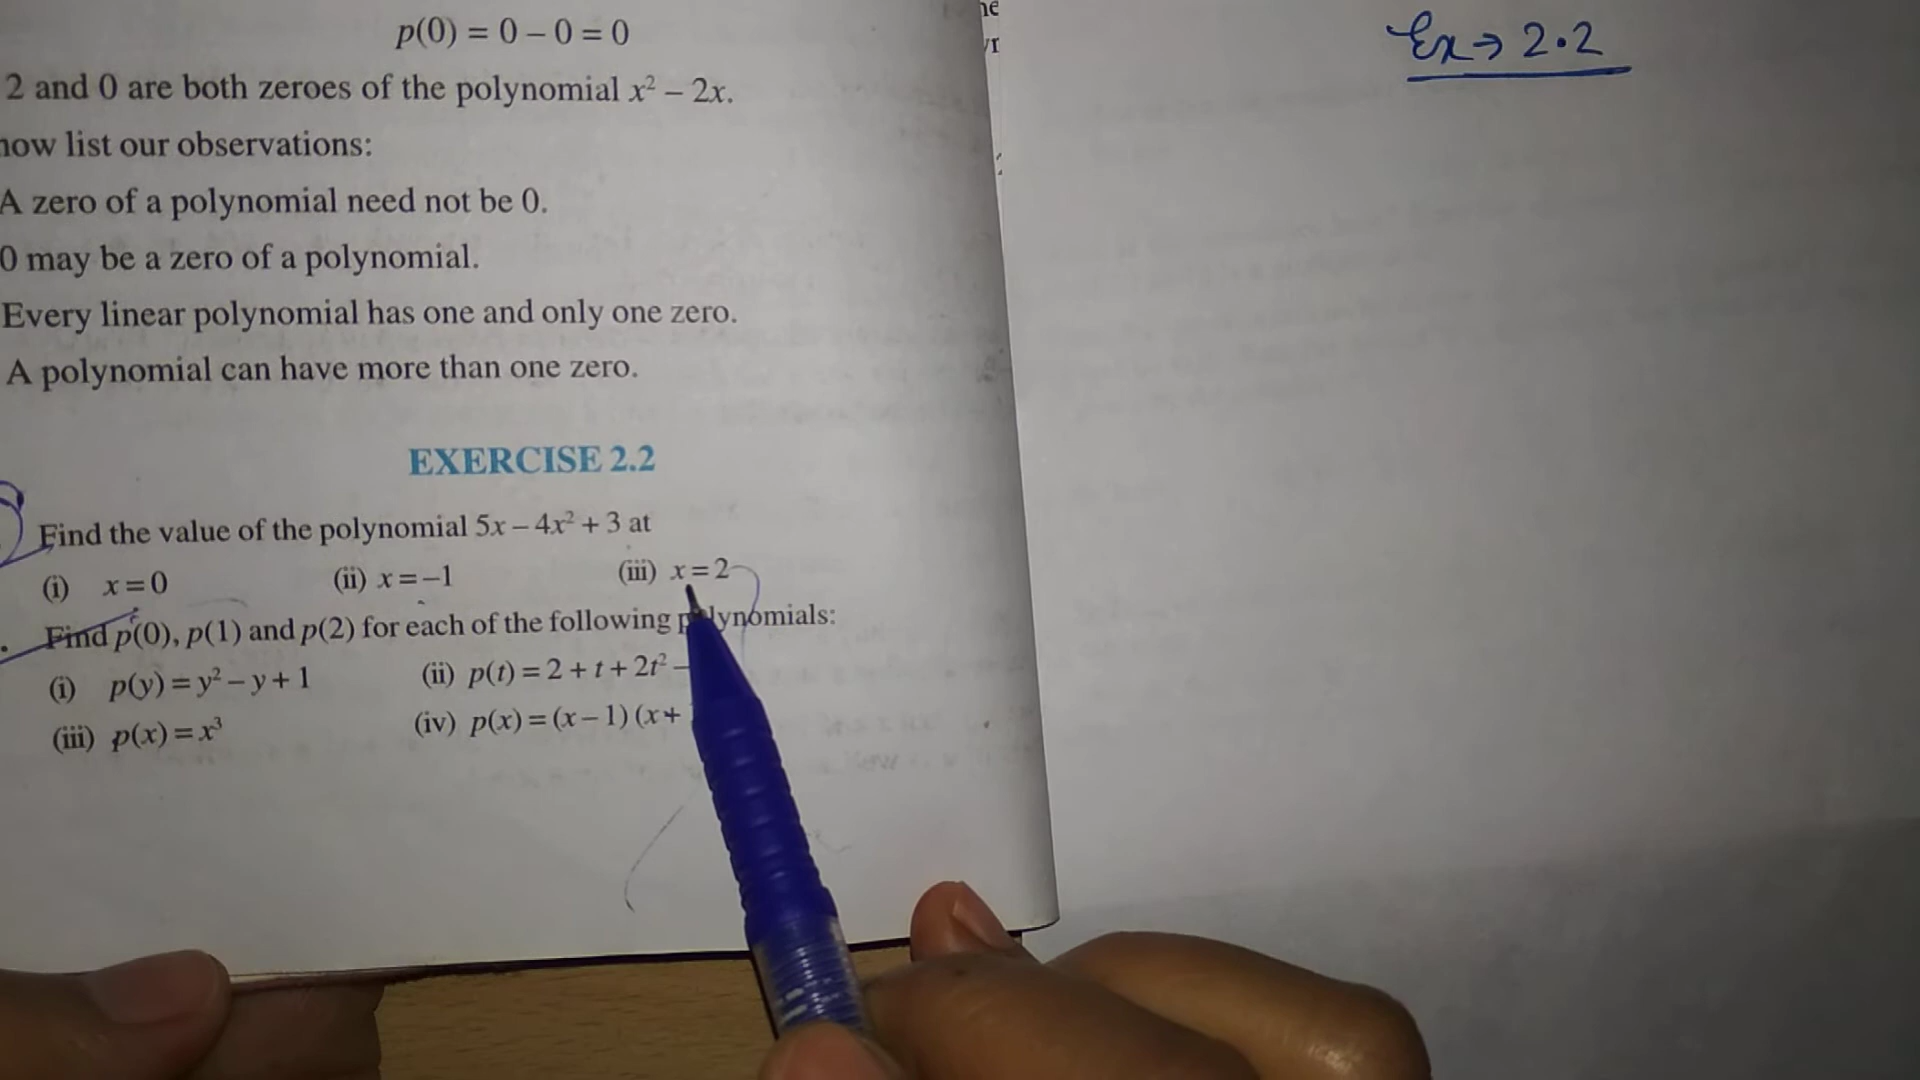 p(0) = 0 – 0 = 0
2 and 0 are both zeroes of the polynomial x² – 2x.
now list our observations:
A zero of a polynomial need not be 0.
0 may be a zero of a polynomial.
Every linear polynomial has one and only one zero.
A polynomial can have more than one zero.
EXERCISE 2.2
Find the value of the polynomial 5x – 4x² + 3 at
(i) x = 0 (ii) x = –1 (iii) x = 2
Find p(0), p(1) and p(2) for each of the following polynomials:
(i) p(y) = y² – y + 1 (ii) p(t) = 2 + t + 2t² –
(iii) p(x) = x³ (iv) p(x) = (x – 1) (x +
Ex → 2.2